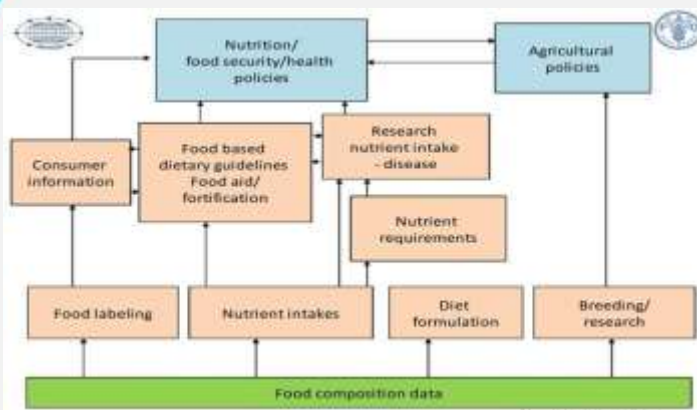 Nutrition/
food security/health
policies
Agricultural
policies
Consumer
information
Food based
dietary guidelines
Food aid/
fortification
Research
nutrient intake
- disease
Nutrient
requirements
Food labeling
Nutrient intakes
Diet
formulation
Breeding/
research
Food composition data